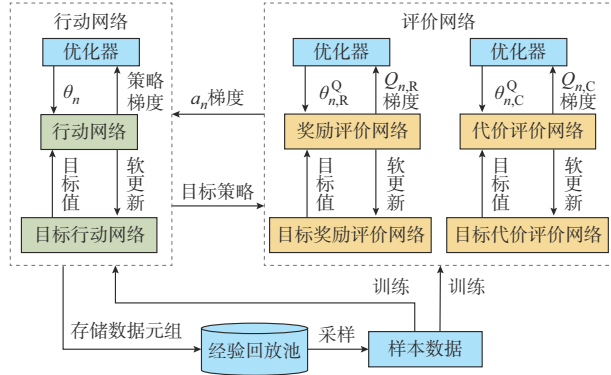 行动网络
评价网络
优化器
优化器
优化器
θn
策略梯度
θQn,R
Qn,R梯度
θQn,C
Qn,C梯度
an梯度
行动网络
奖励评价网络
代价评价网络
目标值
软更新
目标值
软更新
目标值
软更新
目标策略
目标行动网络
目标奖励评价网络
目标代价评价网络
训练
训练
存储数据元组
经验回放池
采样
样本数据